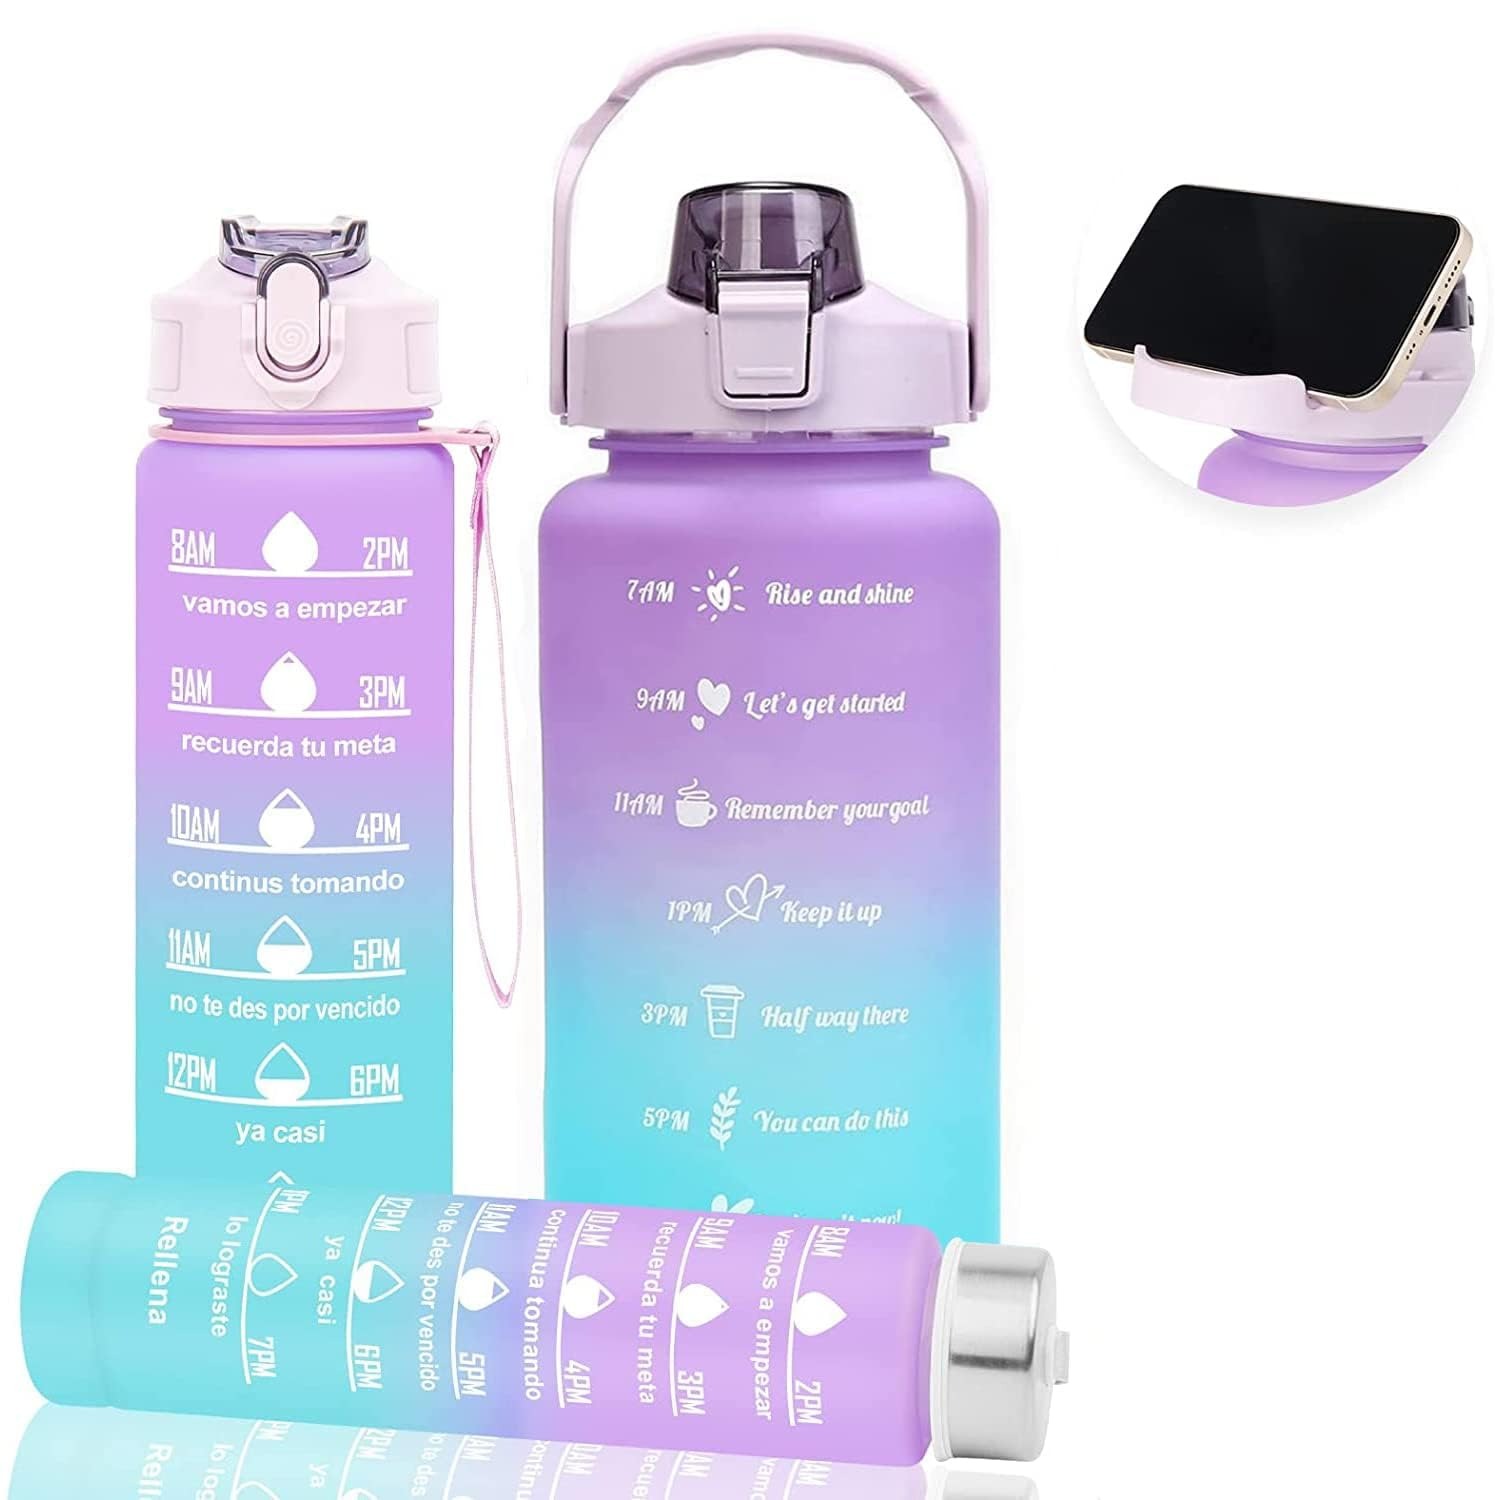 8AM 2PM
vamos a empezar
9AM 3PM
recuerda tu meta
10AM 4PM
continus tomando
11AM 5PM
no te des por vencido
12PM 6PM
ya casi
7AM Rise and shine
9AM Let's get started
11AM Remember your goal
1PM Keep it up
3PM Half way there
5PM You can do this
8AM 2PM
vamos a empezar
9AM 3PM
recuerda tu meta
10AM 4PM
continua tomando
11AM 5PM
no te des por vencido
12PM 6PM
ya casi
1PM 7PM
lo lograste
Rellena